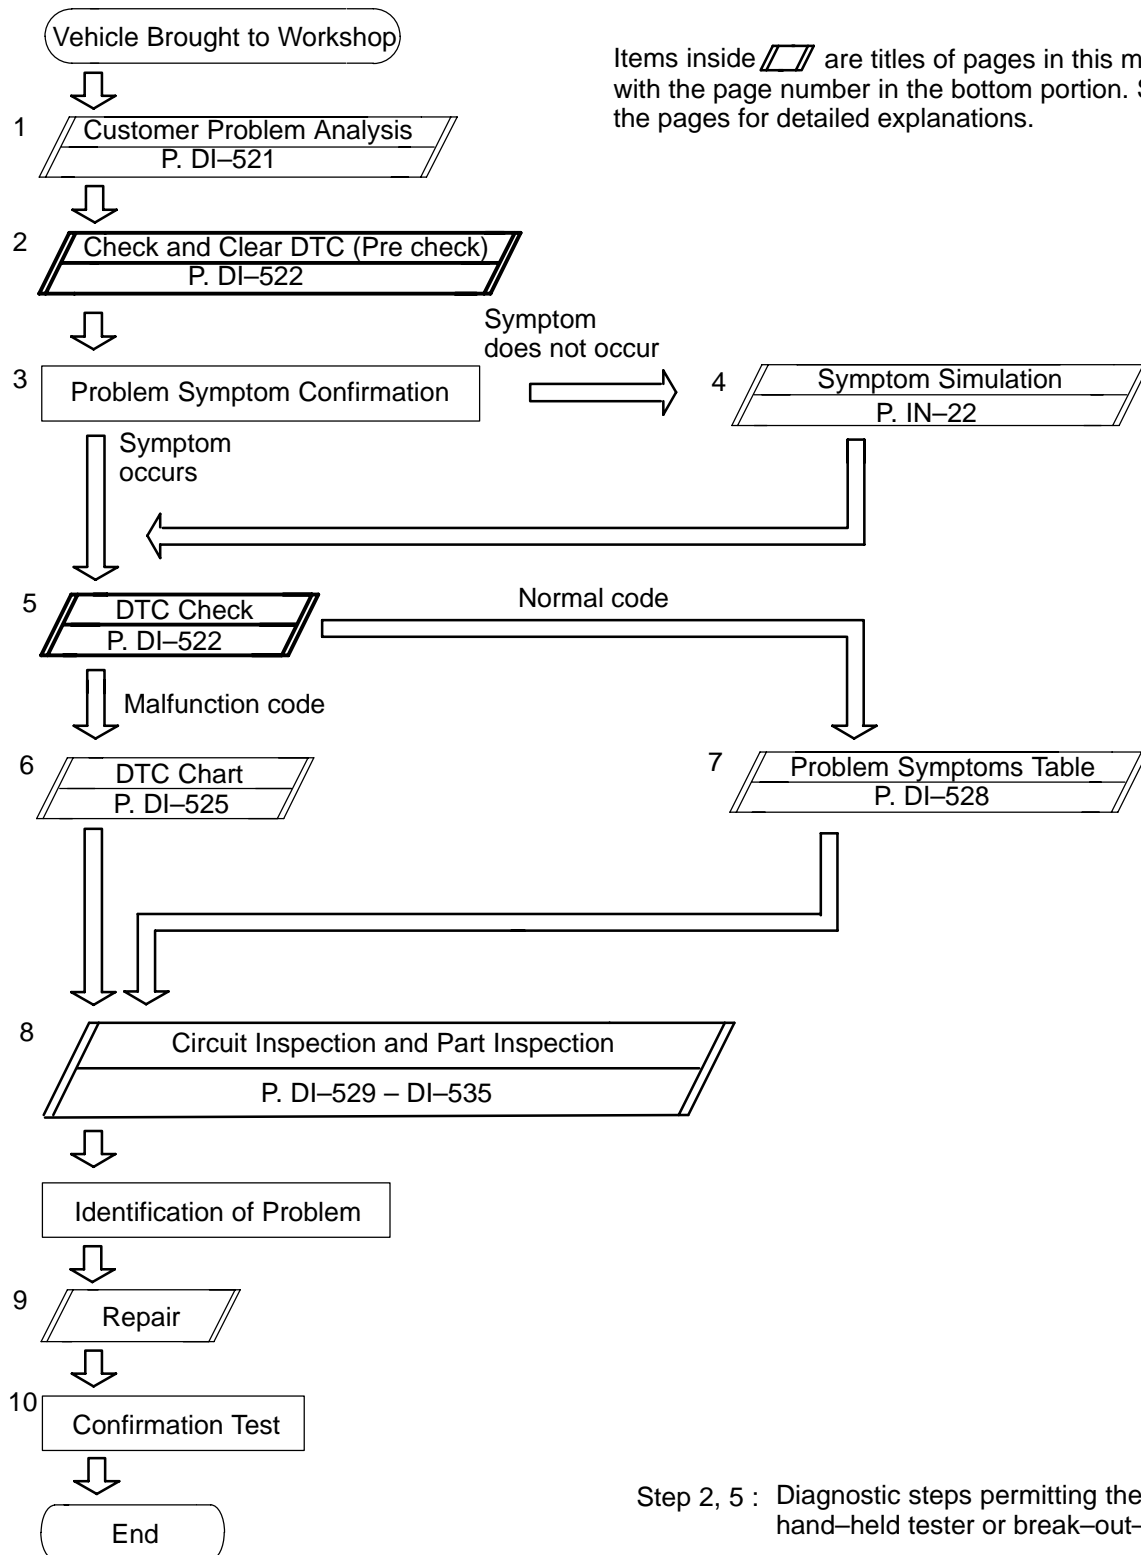 Vehicle Brought to Workshop
Items inside are titles of pages in this
with the page number in the bottom portion.
the pages for detailed explanations.
1
Customer Problem Analysis
P. DI–521
2
Check and Clear DTC (Pre check)
P. DI–522
Symptom
does not occur
3
Problem Symptom Confirmation
4
Symptom Simulation
P. IN–22
Symptom
occurs
5
DTC Check
P. DI–522
Normal code
Malfunction code
6
DTC Chart
P. DI–525
7
Problem Symptoms Table
P. DI–528
8
Circuit Inspection and Part Inspection
P. DI–529 – DI–535
Identification of Problem
9
Repair
10
Confirmation Test
Step 2, 5 : Diagnostic steps permitting the
hand–held tester or break–out–
End